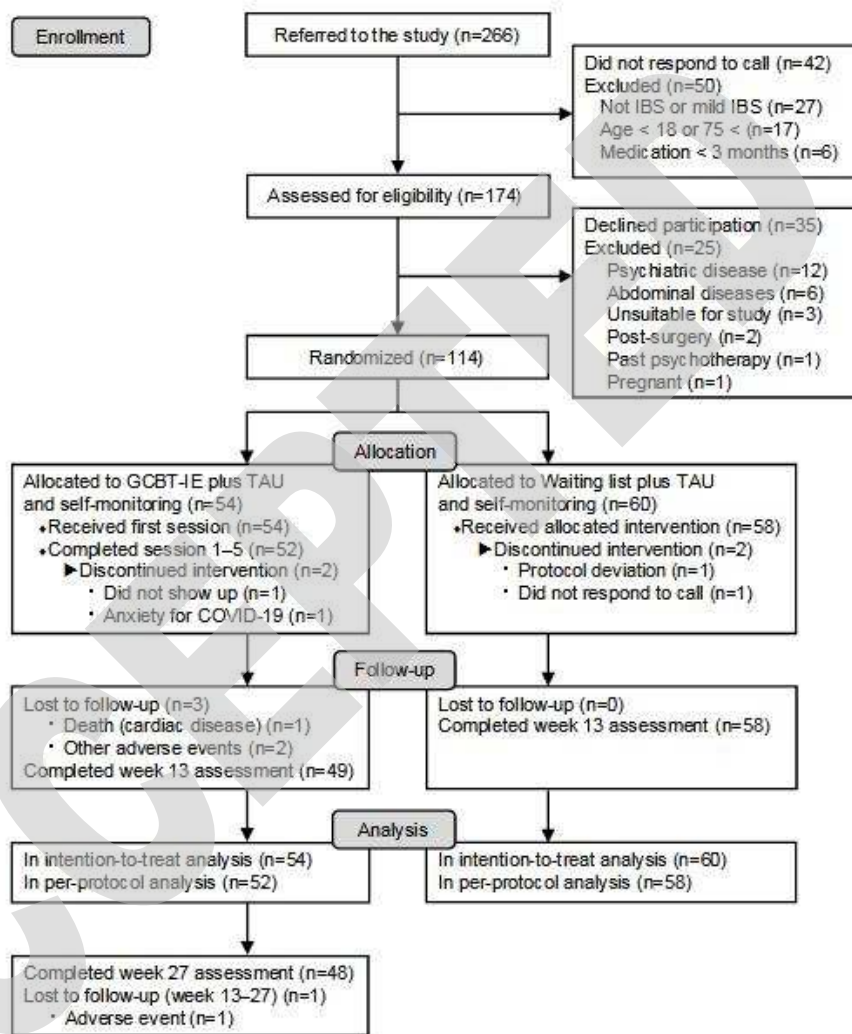 Enrollment
Referred to the study (n=266)
Did not respond to call (n=42)
Excluded (n=50)
Not IBS or mild IBS (n=27)
Age < 18 or 75 < (n=17)
Medication < 3 months (n=6)
Assessed for eligibility (n=174)
Declined participation (n=35)
Excluded (n=25)
Psychiatric disease (n=12)
Abdominal diseases (n=6)
Unsuitable for study (n=3)
Post-surgery (n=2)
Past psychotherapy (n=1)
Pregnant (n=1)
Randomized (n=114)
Allocation
Allocated to GCBT-IE plus TAU
and self-monitoring (n=54)
⬥Received first session (n=54)
⬥Completed session 1–5 (n=52)
►Discontinued intervention (n=2)
・Did not show up (n=1)
・Anxiety for COVID-19 (n=1)
Allocated to Waiting list plus TAU
and self-monitoring (n=60)
⬥Received allocated intervention (n=58)
►Discontinued intervention (n=2)
・Protocol deviation (n=1)
・Did not respond to call (n=1)
Follow-up
Lost to follow-up (n=3)
・Death (cardiac disease) (n=1)
・Other adverse events (n=2)
Completed week 13 assessment (n=49)
Lost to follow-up (n=0)
Completed week 13 assessment (n=58)
Analysis
In intention-to-treat analysis (n=54)
In per-protocol analysis (n=52)
In intention-to-treat analysis (n=60)
In per-protocol analysis (n=58)
Completed week 27 assessment (n=48)
Lost to follow-up (week 13–27) (n=1)
・Adverse event (n=1)
CEPTED